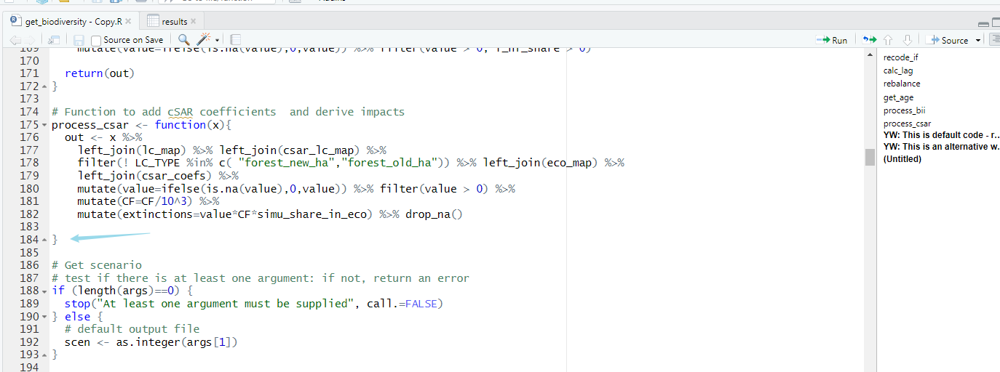 get_biodiversity - Copy.R
results
Source on Save
Run
Source
169 mutate(value=ifelse(is.na(value),0,value)) %>% filter(value > 0, > 0)
170
171 return(out)
172 }
173
174 # Function to add cSAR coefficients  and derive impacts
175 process_csar <- function(x){
176 out <- x %>%
177 left_join(lc_map) %>% left_join(csar_lc_map) %>%
178 filter(! LC_TYPE %in% c( "forest_new_ha","forest_old_ha")) %>% left_join(eco_map) %>%
179 left_join(csar_coefs) %>%
180 mutate(value=ifelse(is.na(value),0,value)) %>% filter(value > 0) %>%
181 mutate(CF=CF/10^3) %>%
182 mutate(extinctions=value*CF*simu_share_in_eco) %>% drop_na()
183
184 }
185
186 # Get scenario
187 # test if there is at least one argument: if not, return an error
188 if (length(args)==0) {
189 stop("At least one argument must be supplied", call.=FALSE)
190 } else {
191 # default output file
192 scen <- as.integer(args[1])
193 }
194
recode_if
calc_lag
rebalance
get_age
process_bii
process_csar
YW: This is default code - r...
YW: This is an alternative w...
(Untitled)